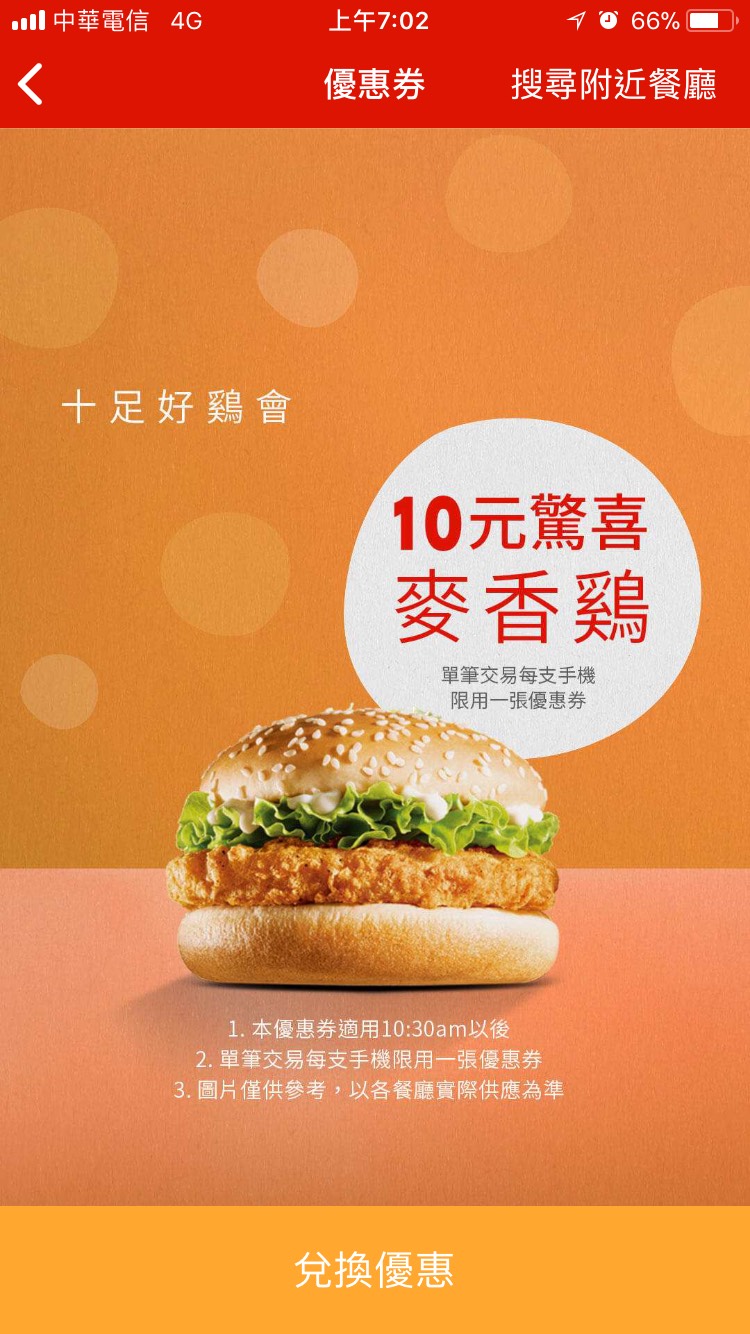 中華電信 4G 上午7:02 66%
優惠券 搜尋附近餐廳
十足好鷄會
10元驚喜
麥香鷄
單筆交易每支手機
限用一張優惠券
1. 本優惠券適用10:30am以後
2. 單筆交易每支手機限用一張優惠券
3. 圖片僅供參考，以各餐廳實際供應為準
兌換優惠